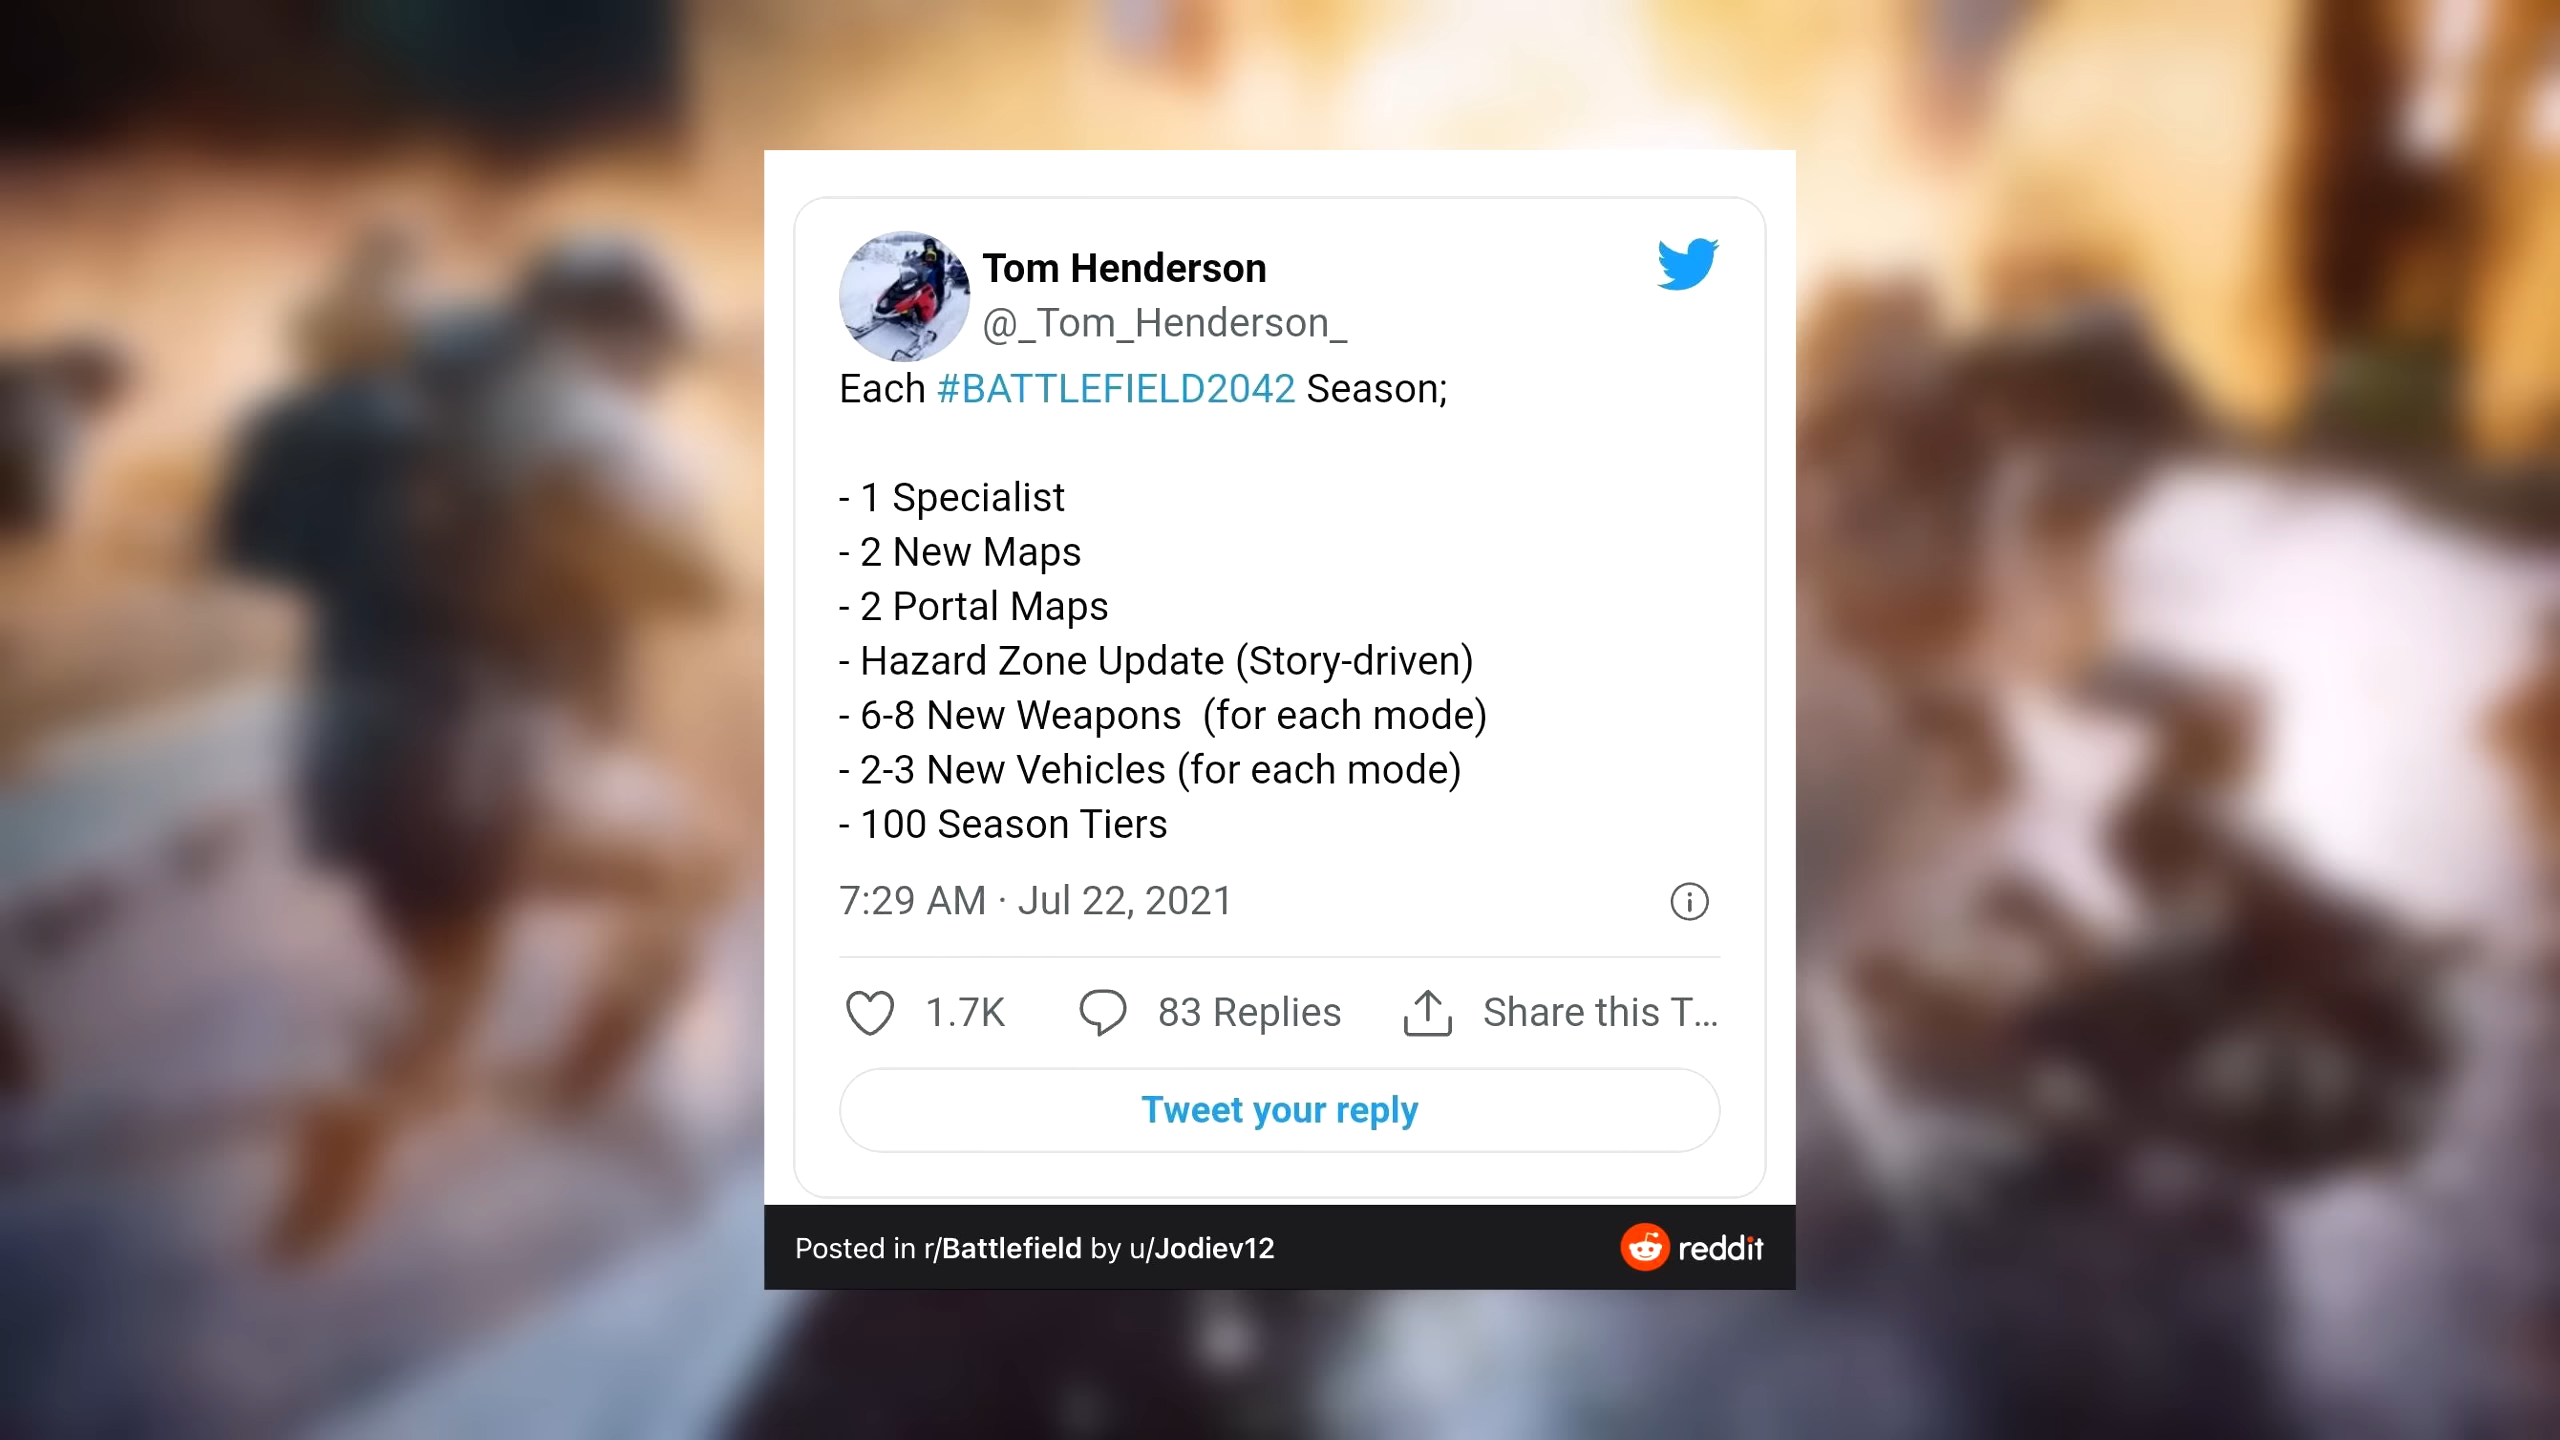 Tom Henderson
@_Tom_Henderson_
Each #BATTLEFIELD2042 Season;
- 1 Specialist
- 2 New Maps
- 2 Portal Maps
- Hazard Zone Update (Story-driven)
- 6-8 New Weapons  (for each mode)
- 2-3 New Vehicles (for each mode)
- 100 Season Tiers
7:29 AM · Jul 22, 2021
1.7K 83 Replies Share this T...
Tweet your reply
Posted in r/Battlefield by u/Jodiev12 reddit